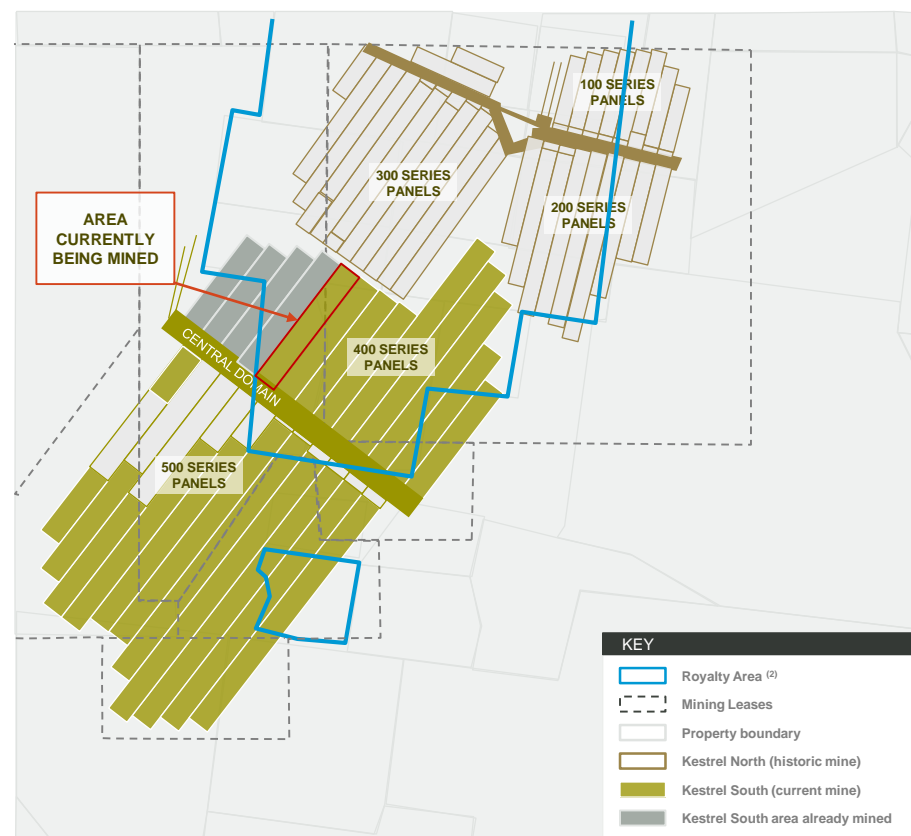 100 SERIES
PANELS
300 SERIES
PANELS
200 SERIES
PANELS
AREA
CURRENTLY
BEING MINED
CENTRAL DOMAIN
400 SERIES
PANELS
500 SERIES
PANELS
KEY
Royalty Area (2)
Mining Leases
Property boundary
Kestrel North (historic mine)
Kestrel South (current mine)
Kestrel South area already mined